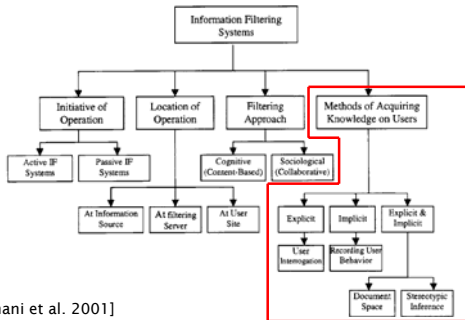 Information Filtering
Systems
Initiative of
Operation
Location of
Operation
Filtering
Approach
Methods of Acquiring
Knowledge on Users
Active IF
Systems
Passive IF
Systems
Cognitive
(Content-Based)
Sociological
(Collaborative)
At Information
Source
At filtering
Server
At User
Site
Explicit
Implicit
Explicit &
Implicit
User
Interrogation
Recording User
Behavior
Document
Space
Stereotypic
Inference
nani et al. 2001]